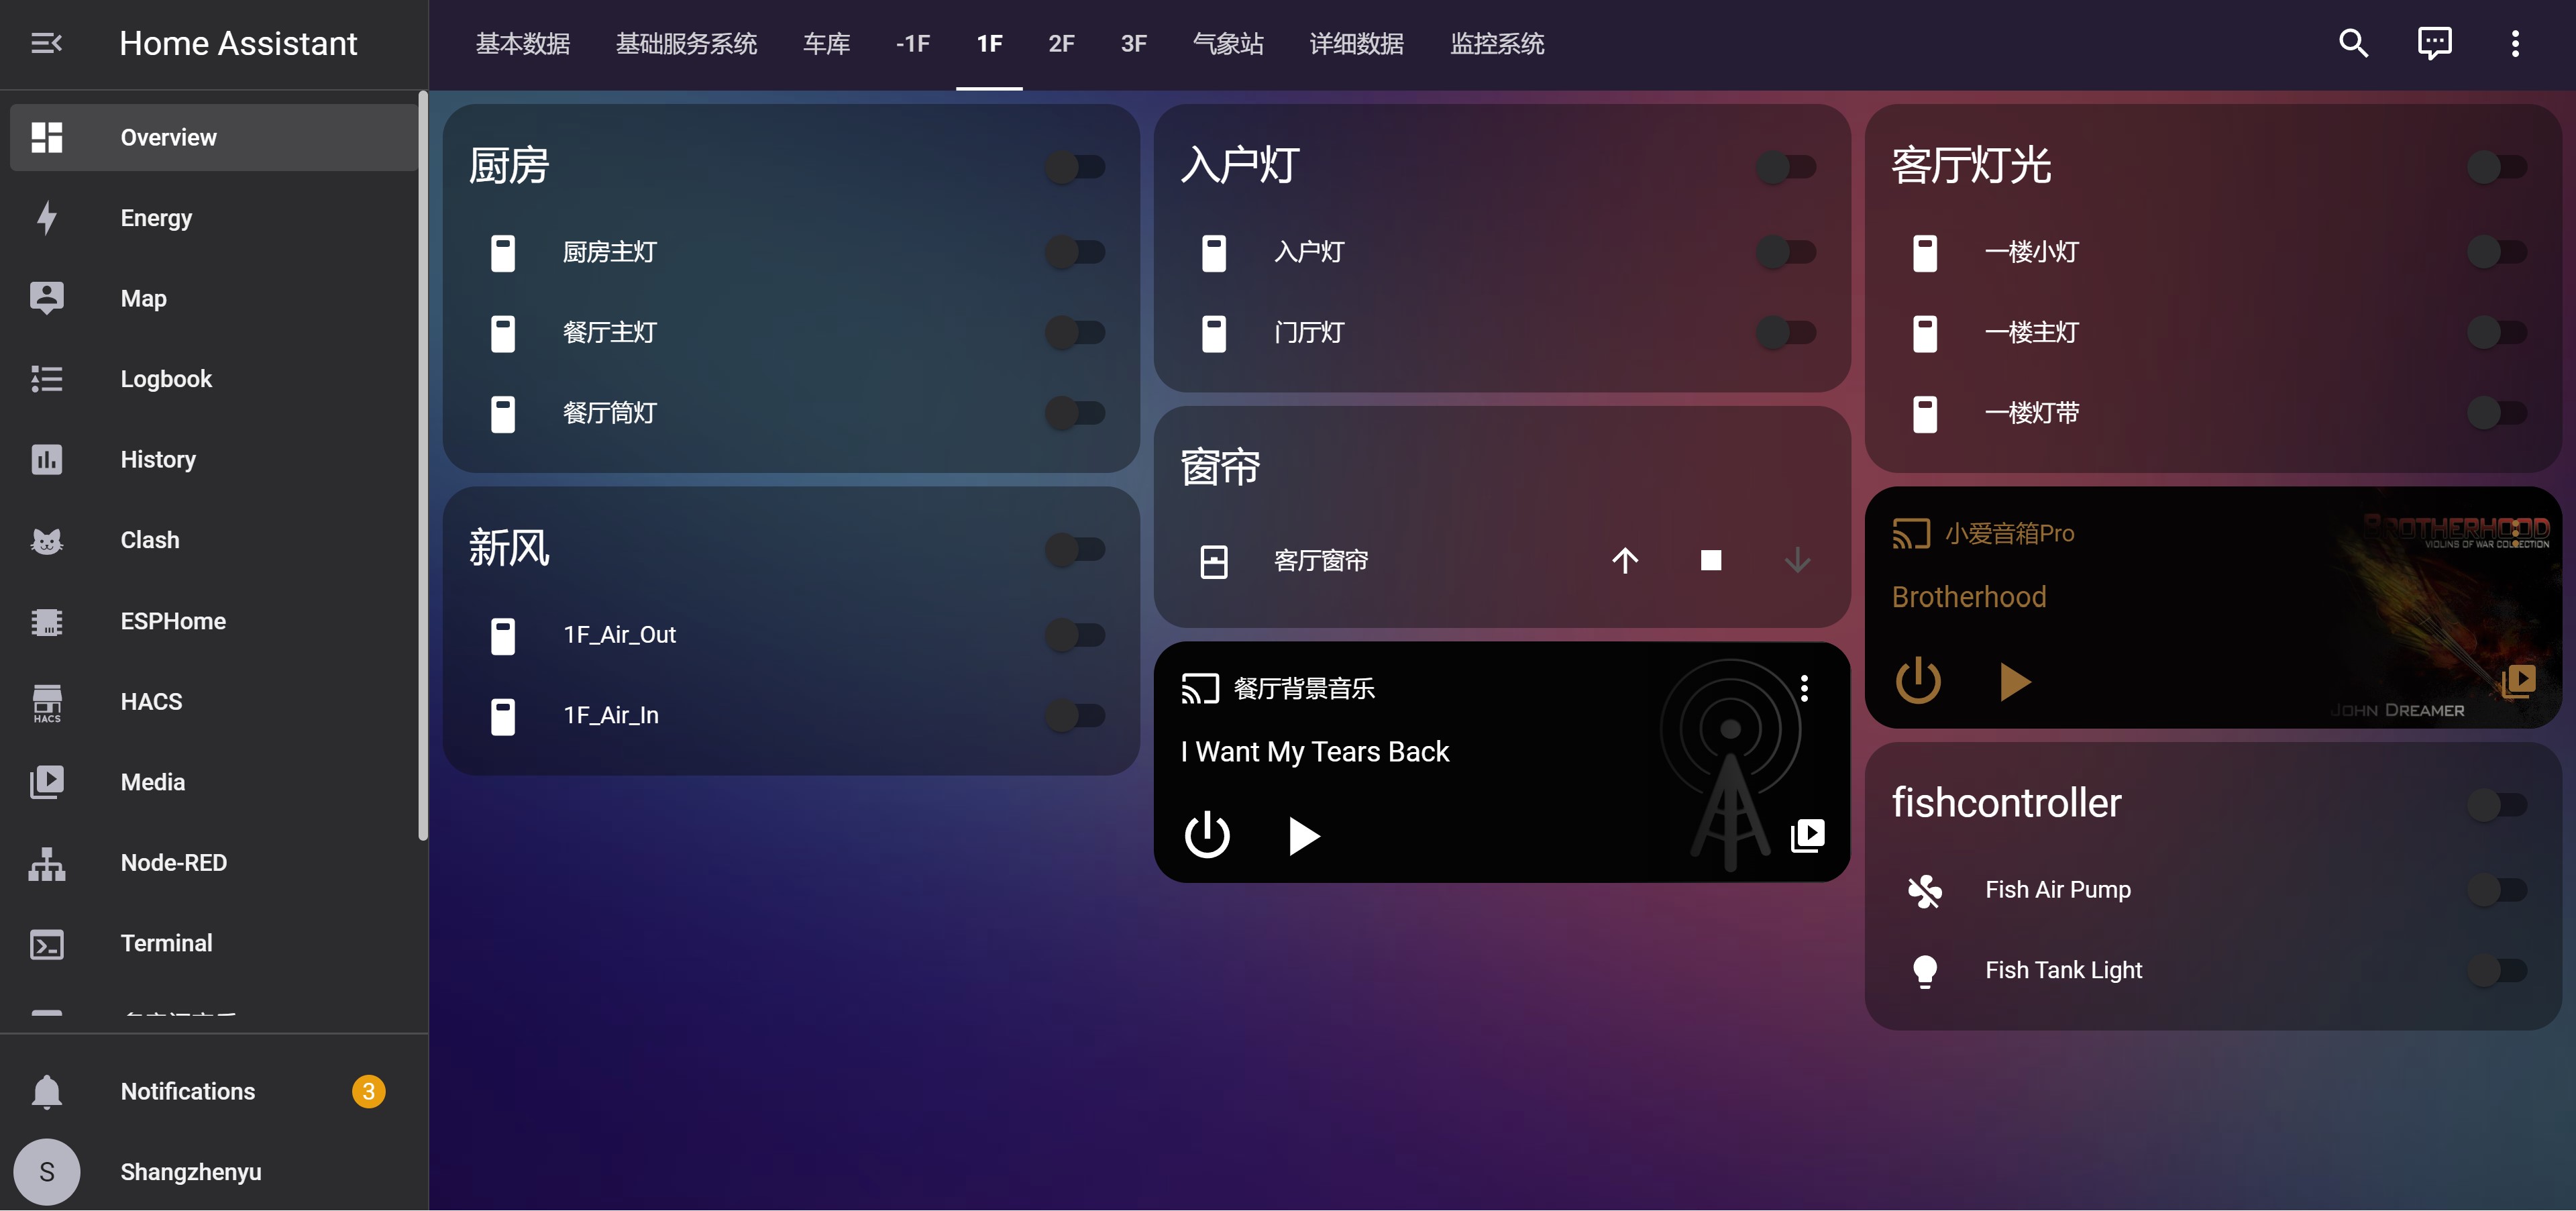 Home Assistant
基本数据 基础服务系统 车库 -1F 1F 2F 3F 气象站 详细数据 监控系统
Overview
Energy
Map
Logbook
History
Clash
ESPHome
HACS
HACS
Media
Node-RED
Terminal
Notifications 3
S Shangzhenyu
厨房
厨房主灯
餐厅主灯
餐厅筒灯
新风
1F_Air_Out
1F_Air_In
入户灯
入户灯
门厅灯
窗帘
客厅窗帘
餐厅背景音乐
I Want My Tears Back
客厅灯光
一楼小灯
一楼主灯
一楼灯带
小爱音箱Pro
Brotherhood
BROTHERHOOD
VIOLINS OF WAR COLLECTION
JOHN DREAMER
fishcontroller
Fish Air Pump
Fish Tank Light